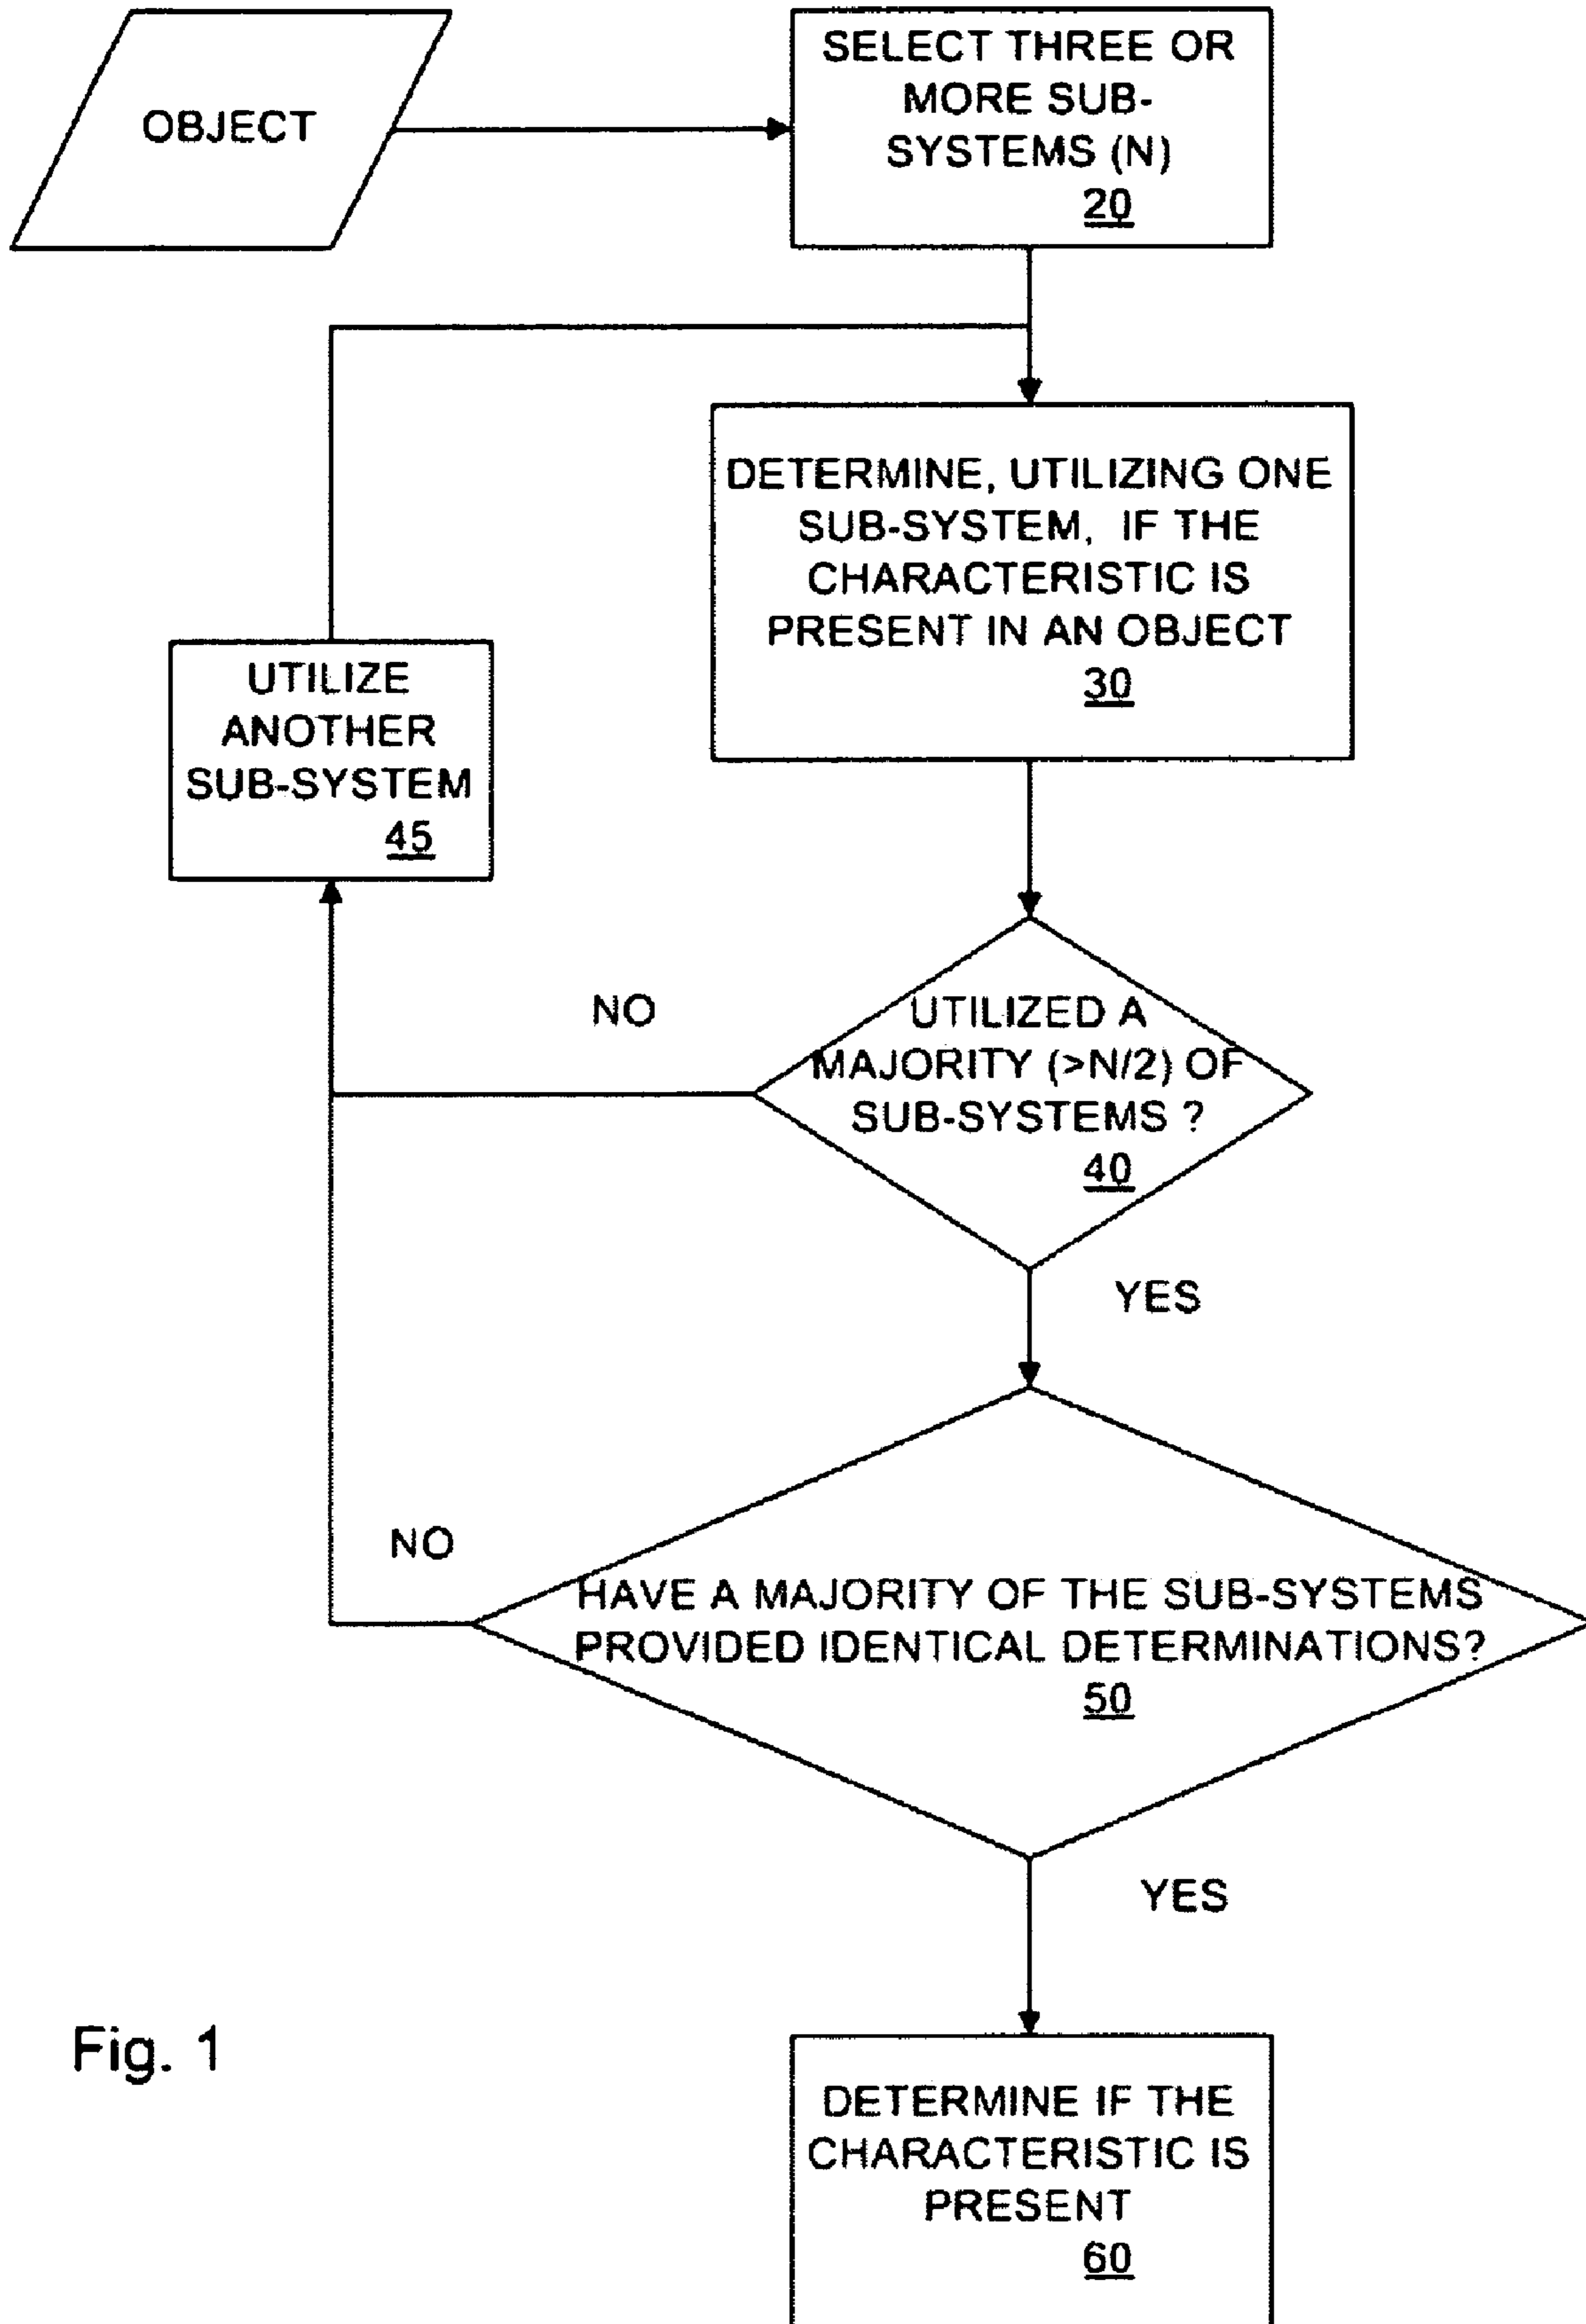 OBJECT
SELECT THREE OR
MORE SUB-
SYSTEMS (N)
20
DETERMINE, UTILIZING ONE
SUB-SYSTEM, IF THE
CHARACTERISTIC IS
PRESENT IN AN OBJECT
30
UTILIZE
ANOTHER
SUB-SYSTEM
45
NO
UTILIZED A
MAJORITY (>N/2) OF
SUB-SYSTEMS ?
40
YES
NO
HAVE A MAJORITY OF THE SUB-SYSTEMS
PROVIDED IDENTICAL DETERMINATIONS?
50
YES
Fig. 1
DETERMINE IF THE
CHARACTERISTIC IS
PRESENT
60